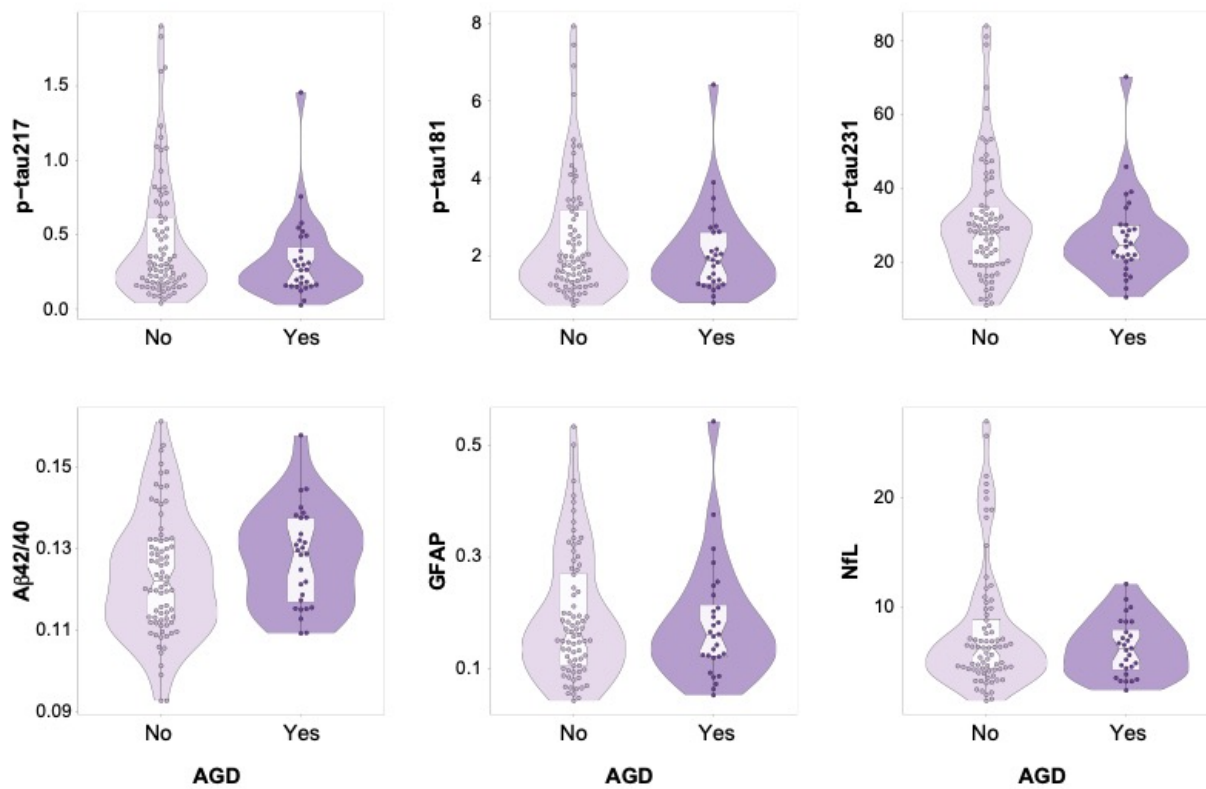 p−tau217
1.5
1.0
0.5
0.0
No Yes
p−tau181
8
6
4
2
No Yes
p−tau231
80
60
40
20
No Yes
Aβ42/40
0.15
0.13
0.11
0.09
No Yes
AGD
GFAP
0.5
0.3
0.1
No Yes
AGD
NfL
20
10
No Yes
AGD